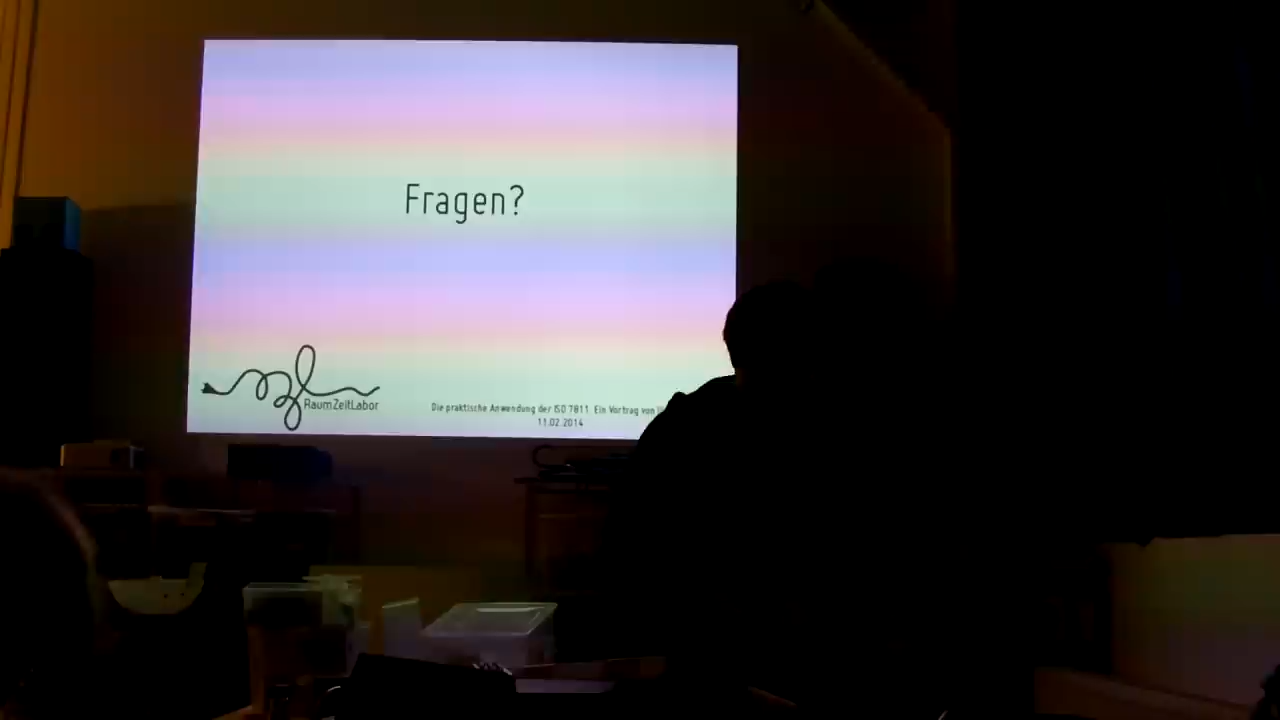 Fragen?
RaumZeitLabor
Die praktische Anwendung der ISO 7811. Ein Vortrag von
11.02.2014